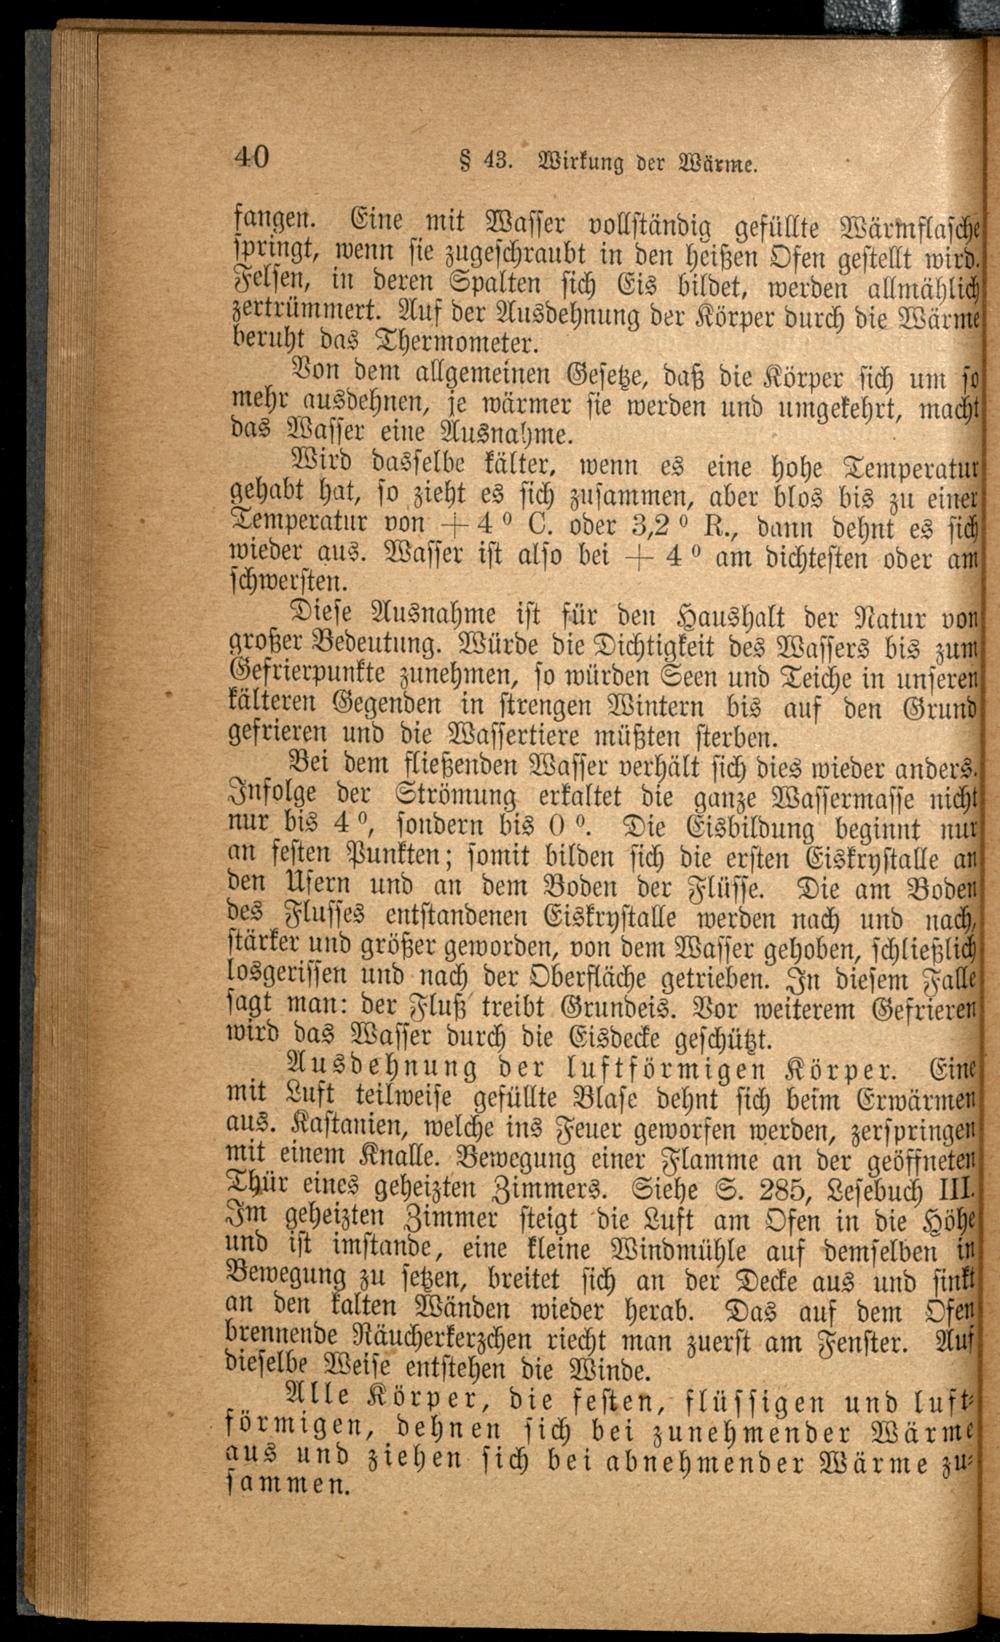 40 § 43. Wirkung der Wärme.
fangen. Eine mit Wasser vollständig gefüllte Wärmflasche
springt, wenn sie zugeschraubt in den heißen Ofen gestellt wird.
Felsen, in deren Spalten sich Eis bildet, werden allmählich
zertrümmert. Auf der Ausdehnung der Körper durch die Wärme
beruht das Thermometer.
Von dem allgemeinen Gesetze, daß die Körper sich um so
mehr ausdehnen, je wärmer sie werden und umgekehrt, macht
das Wasser eine Ausnahme.
Wird dasselbe kälter, wenn es eine hohe Temperatur
gehabt hat, so zieht es sich zusammen, aber blos bis zu einer
Temperatur von + 4 ° C. oder 3,2 ° R., dann dehnt es sich
wieder aus. Wasser ist also bei + 4 ° am dichtesten oder am
schwersten.
Diese Ausnahme ist für den Haushalt der Natur von
großer Bedeutung. Würde die Dichtigkeit des Wassers bis zum
Gefrierpunkte zunehmen, so würden Seen und Teiche in unseren
kälteren Gegenden in strengen Wintern bis auf den Grund
gefrieren und die Wassertiere müßten sterben.
Bei dem fließenden Wasser verhält sich dies wieder anders.
Infolge der Strömung erkaltet die ganze Wassermasse nicht
nur bis 4 °, sondern bis 0 °. Die Eisbildung beginnt nur
an festen Punkten; somit bilden sich die ersten Eiskrystalle an
den Ufern und an dem Boden der Flüsse. Die am Boden
des Flusses entstandenen Eiskrystalle werden nach und nach,
stärker und größer geworden, von dem Wasser gehoben, schließlich
losgerissen und nach der Oberfläche getrieben. In diesem Falle
sagt man: der Fluß treibt Grundeis. Vor weiterem Gefrieren
wird das Wasser durch die Eisdecke geschützt.
Ausdehnung der luftförmigen Körper. Eine
mit Luft teilweise gefüllte Blase dehnt sich beim Erwärmen
aus. Kastanien, welche ins Feuer geworfen werden, zerspringen
mit einem Knalle. Bewegung einer Flamme an der geöffneten
Thür eines geheizten Zimmers. Siehe S. 285, Lesebuch III.
Im geheizten Zimmer steigt die Luft am Ofen in die Höhe
und ist imstande, eine kleine Windmühle auf demselben in
Bewegung zu setzen, breitet sich an der Decke aus und sinkt
an den kalten Wänden wieder herab. Das auf dem Ofen
brennende Räucherkerzchen riecht man zuerst am Fenster. Auf
dieselbe Weise entstehen die Winde.
Alle Körper, die festen, flüssigen und luft-
förmigen, dehnen sich bei zunehmender Wärme
aus und ziehen sich bei abnehmender Wärme zu-
sammen.